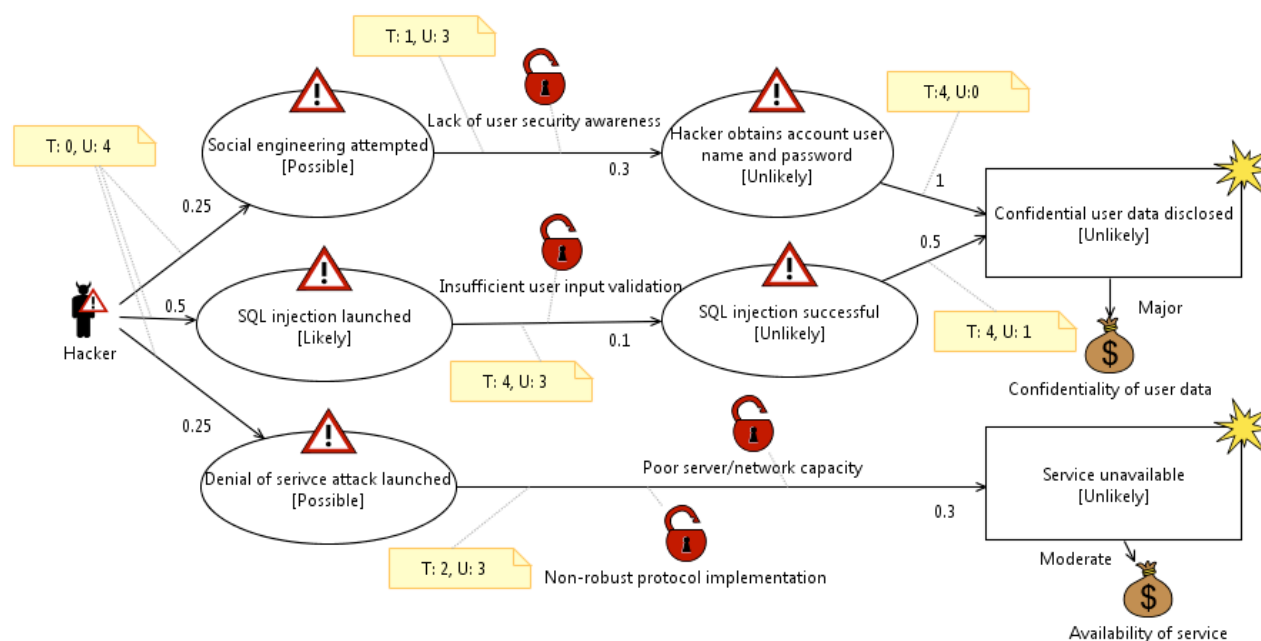 T: 1, U: 3
T:4, U:0
T: 0, U: 4
Lack of user security awareness
Social engineering attempted
[Possible]
Hacker obtains account user
name and password
[Unlikely]
0.3
1
0.25
Confidential user data disclosed
[Unlikely]
0.5
Insufficient user input validation
0.5
SQL injection launched
[Likely]
SQL injection successful
[Unlikely]
0.1
Major
T: 4, U: 1
Hacker
T: 4, U: 3
Confidentiality of user data
0.25
Denial of serivce attack launched
[Possible]
Poor server/network capacity
Service unavailable
[Unlikely]
0.3
T: 2, U: 3
Non-robust protocol implementation
Moderate
Availability of service